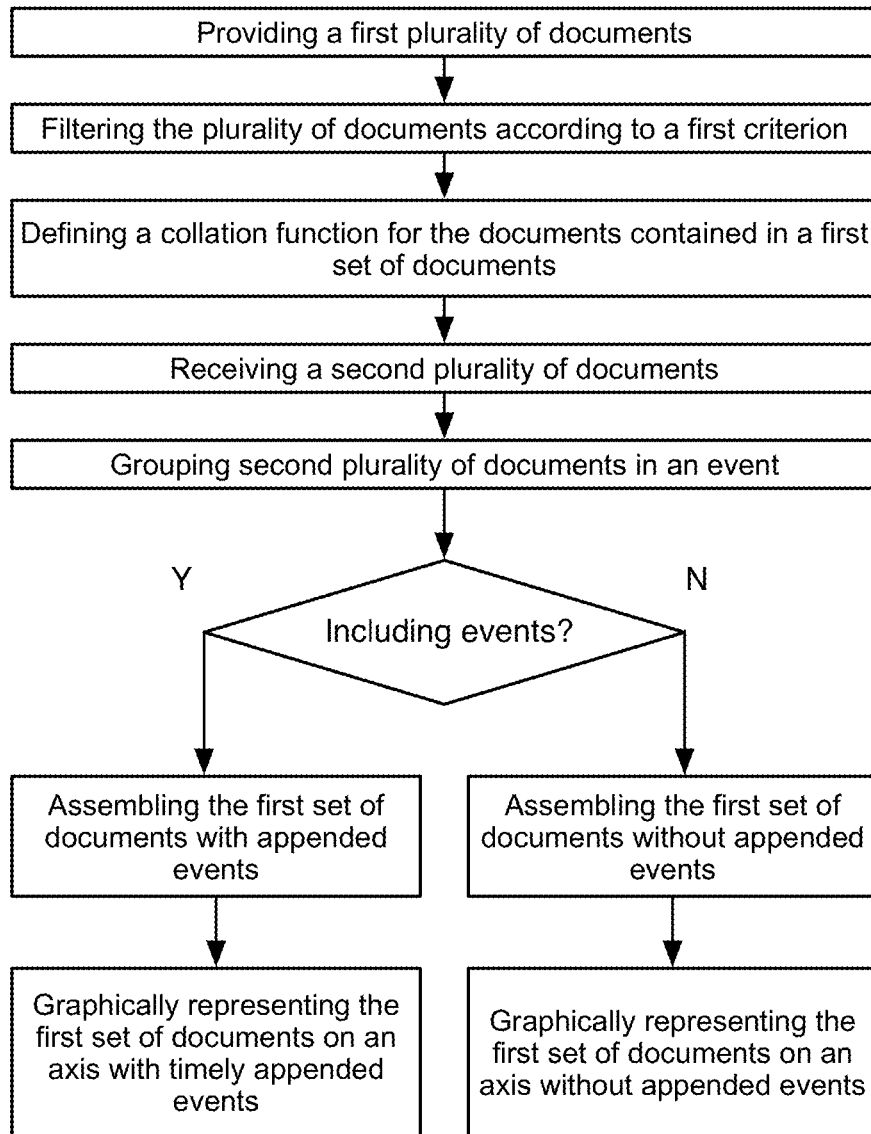 Providing a first plurality of documents
Filtering the plurality of documents according to a first criterion
Defining a collation function for the documents contained in a first
set of documents
Receiving a second plurality of documents
Grouping second plurality of documents in an event
Y
N
Including events?
Assembling the first set of
documents with appended
events
Assembling the first set of
documents without appended
events
Graphically representing the
first set of documents on an
axis with timely appended
events
Graphically representing the
first set of documents on an
axis without appended events